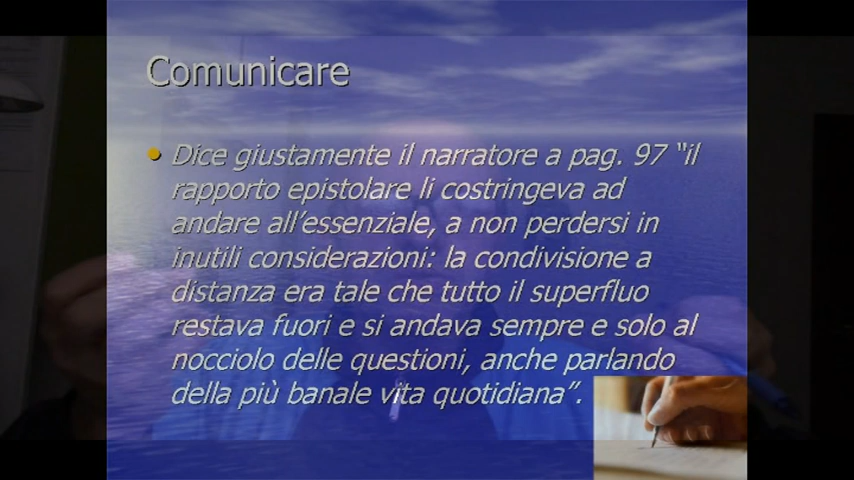 Comunicare
Dice giustamente il narratore a pag. 97 “il
rapporto epistolare li costringeva ad
andare all’essenziale, a non perdersi in
inutili considerazioni: la condivisione a
distanza era tale che tutto il superfluo
restava fuori e si andava sempre e solo al
nocciolo delle questioni, anche parlando
della più banale vita quotidiana”.